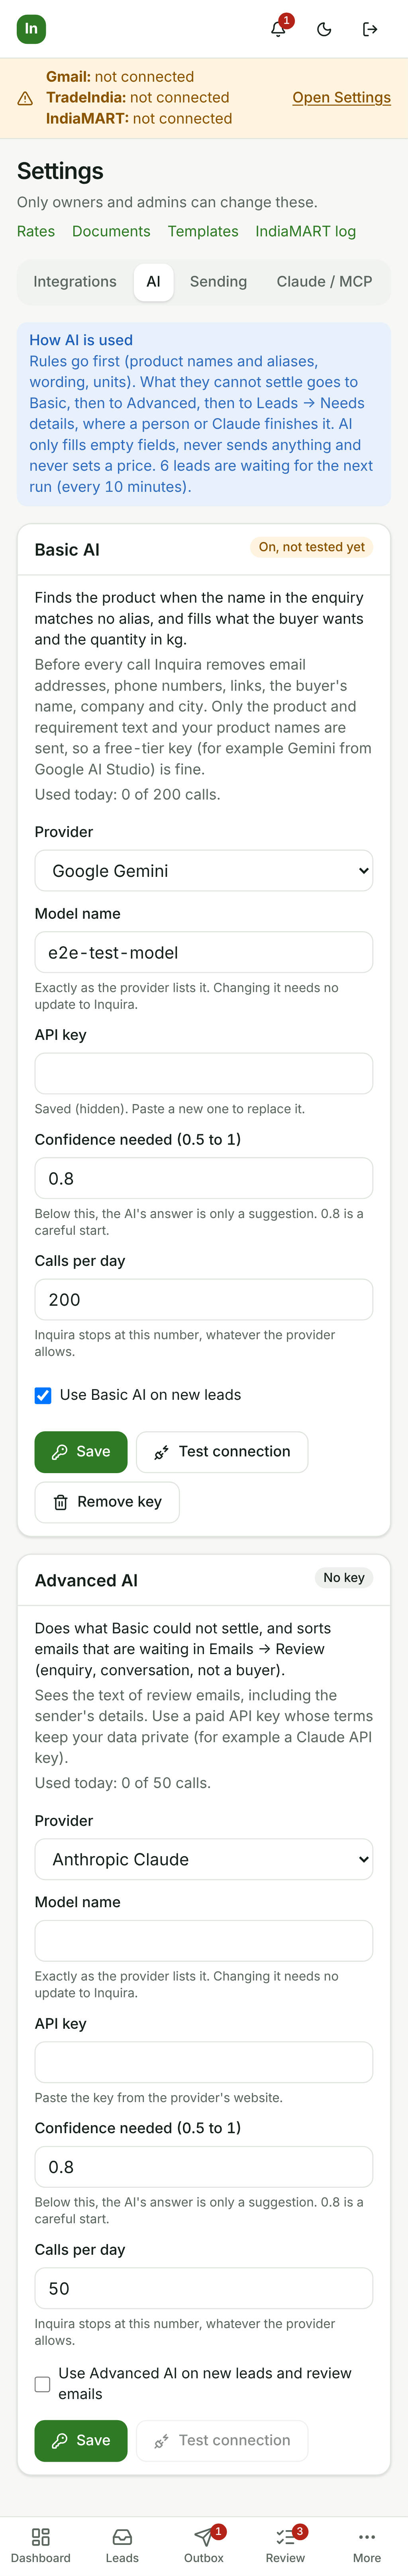 In
1
Gmail: not connected
TradeIndia: not connected
IndiaMART: not connected
Open Settings
Settings
Only owners and admins can change these.
Rates Documents Templates IndiaMART log
Integrations AI Sending Claude / MCP
How AI is used
Rules go first (product names and aliases,
wording, units). What they cannot settle goes to
Basic, then to Advanced, then to Leads → Needs
details, where a person or Claude finishes it. AI
only fills empty fields, never sends anything and
never sets a price. 6 leads are waiting for the next
run (every 10 minutes).
Basic AI
On, not tested yet
Finds the product when the name in the enquiry
matches no alias, and fills what the buyer wants
and the quantity in kg.
Before every call Inquira removes email
addresses, phone numbers, links, the buyer's
name, company and city. Only the product and
requirement text and your product names are
sent, so a free-tier key (for example Gemini from
Google AI Studio) is fine.
Used today: 0 of 200 calls.
Provider
Google Gemini
Model name
e2e-test-model
Exactly as the provider lists it. Changing it needs no
update to Inquira.
API key
Saved (hidden). Paste a new one to replace it.
Confidence needed (0.5 to 1)
0.8
Below this, the AI's answer is only a suggestion. 0.8 is a
careful start.
Calls per day
200
Inquira stops at this number, whatever the provider
allows.
Use Basic AI on new leads
Save Test connection
Remove key
Advanced AI
No key
Does what Basic could not settle, and sorts
emails that are waiting in Emails → Review
(enquiry, conversation, not a buyer).
Sees the text of review emails, including the
sender's details. Use a paid API key whose terms
keep your data private (for example a Claude API
key).
Used today: 0 of 50 calls.
Provider
Anthropic Claude
Model name
Exactly as the provider lists it. Changing it needs no
update to Inquira.
API key
Paste the key from the provider's website.
Confidence needed (0.5 to 1)
0.8
Below this, the AI's answer is only a suggestion. 0.8 is a
careful start.
Calls per day
50
Inquira stops at this number, whatever the provider
allows.
Use Advanced AI on new leads and review
emails
Save Test connection
1 3
Dashboard Leads Outbox Review More